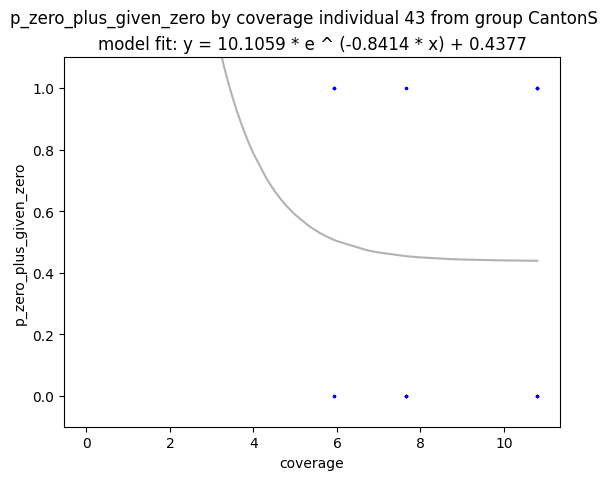 p_zero_plus_given_zero by coverage individual 43 from group CantonS
model fit: y = 10.1059 * e ^ (-0.8414 * x) + 0.4377
1.0
0.8
0.6
0.4
0.2
0.0
p_zero_plus_given_zero
0 2 4 6 8 10
coverage